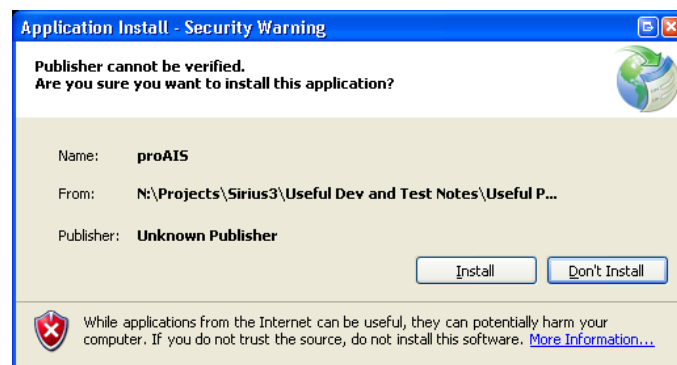 Application Install - Security Warning
Publisher cannot be verified.
Are you sure you want to install this application?
Name: proAIS
From: N:\Projects\Sirius3\Useful Dev and Test Notes\Useful P...
Publisher: Unknown Publisher
Install Don't Install
While applications from the Internet can be useful, they can potentially harm your
computer. If you do not trust the source, do not install this software. More Information...